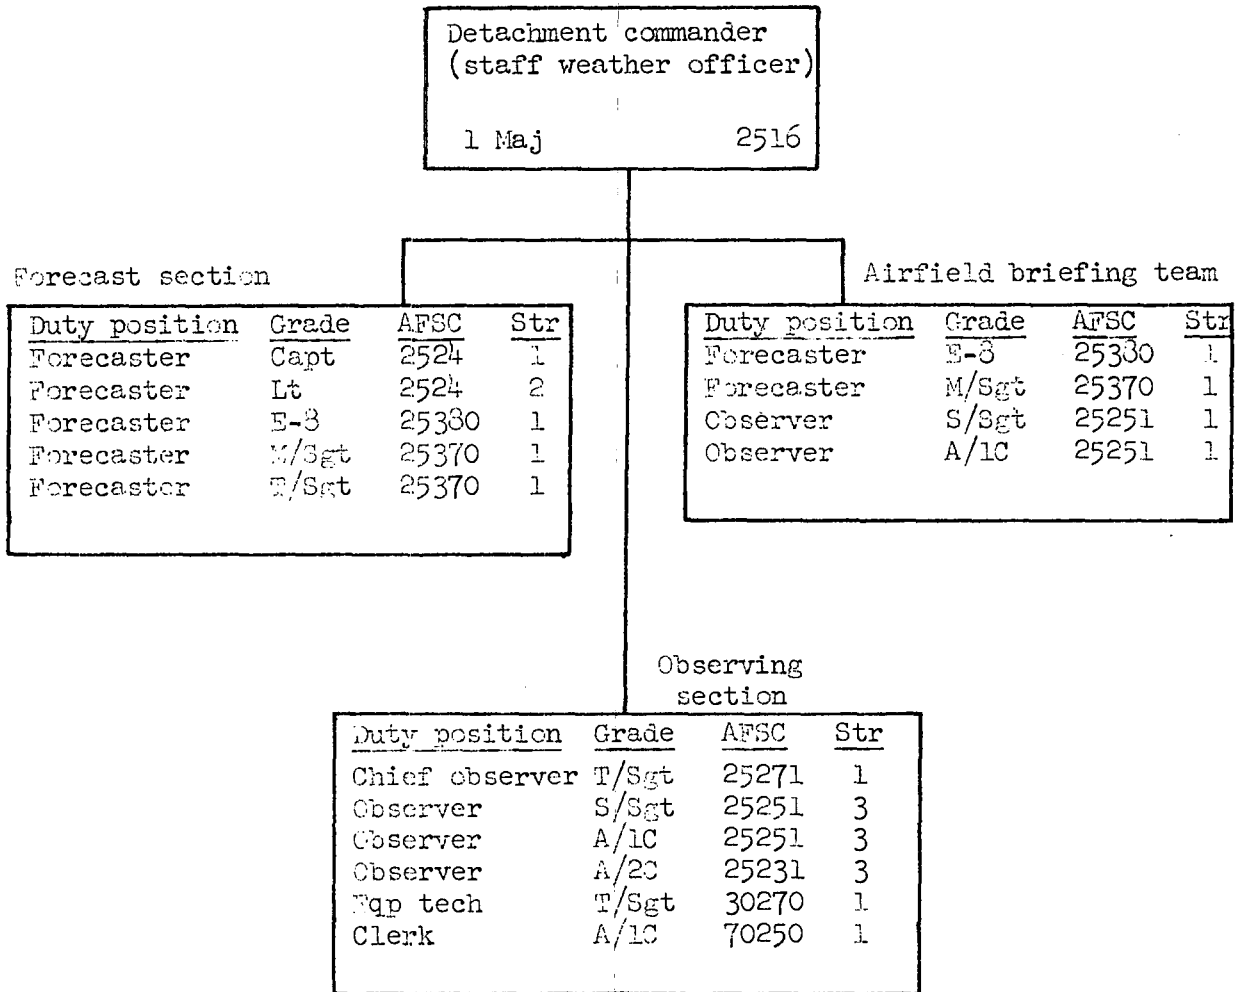 Detachment commander
(staff weather officer)
1 Maj 2516
Forecast section
Duty position Grade AFSC Str
Forecaster Capt 2524 1
Forecaster Lt 2524 2
Forecaster E-8 25380 1
Forecaster M/Sgt 25370 1
Forecaster T/Sgt 25370 1
Airfield briefing team
Duty position Grade AFSC Str
Forecaster E-8 25380 1
Forecaster M/Sgt 25370 1
Observer S/Sgt 25251 1
Observer A/1C 25251 1
Observing
section
Duty position Grade AFSC Str
Chief observer T/Sgt 25271 1
Observer S/Sgt 25251 3
Observer A/1C 25251 3
Observer A/2C 25231 3
Eqp tech T/Sgt 30270 1
Clerk A/1C 70250 1